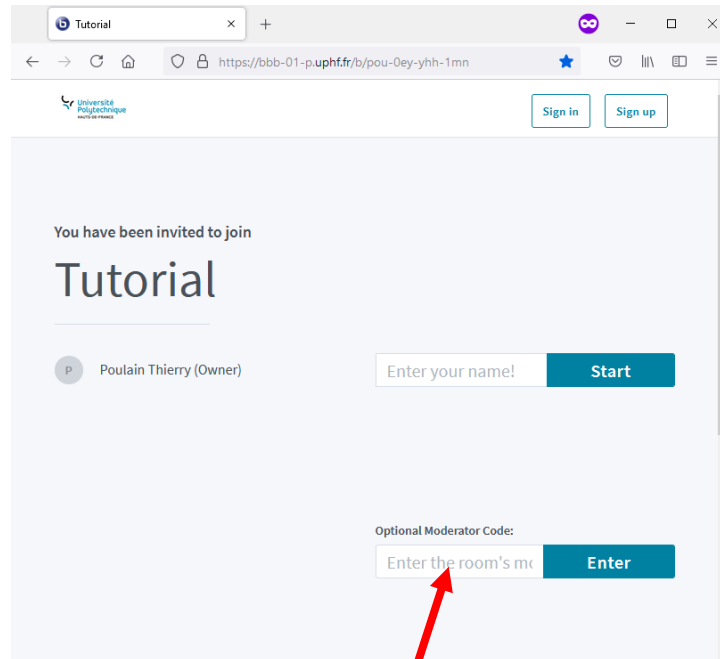 Tutorial
https://bbb-01-p.uphf.fr/b/pou-0ey-yhh-1mn
Université
Polytechnique
HAUTS-DE-FRANCE
Sign in
Sign up
You have been invited to join
Tutorial
P
Poulain Thierry (Owner)
Enter your name!
Start
Optional Moderator Code:
Enter the room's mo
Enter